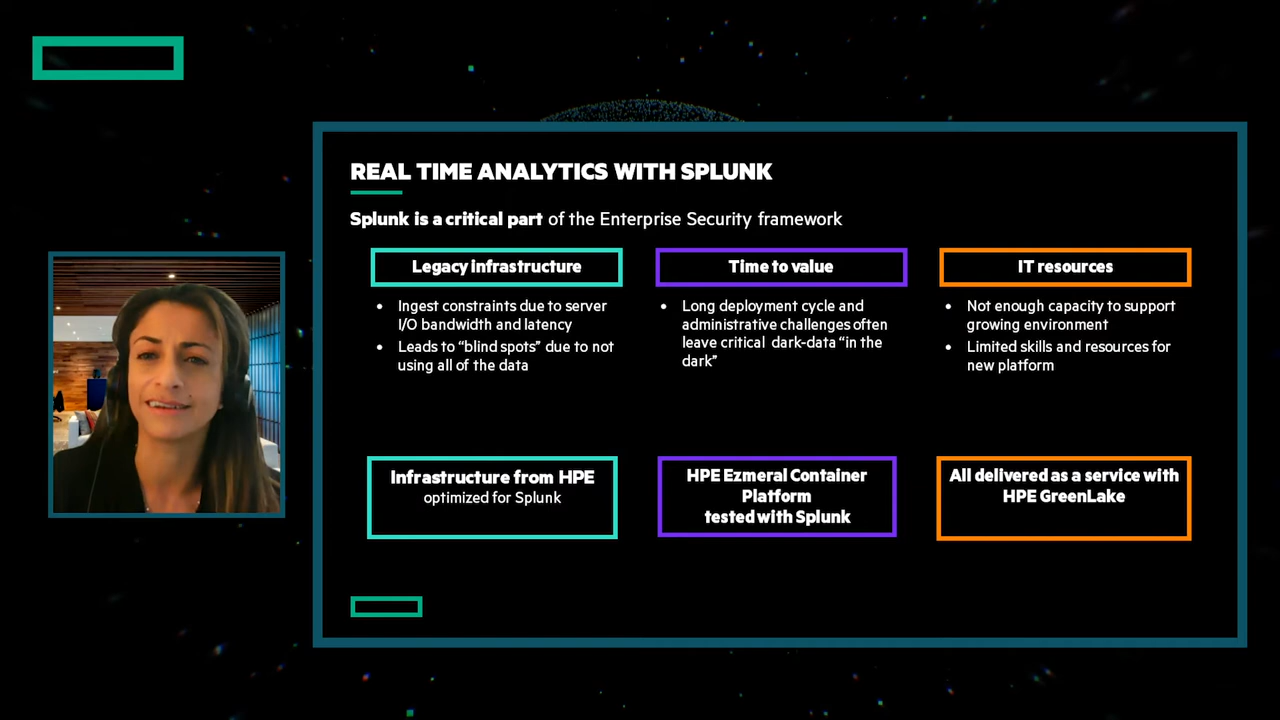 REAL TIME ANALYTICS WITH SPLUNK
Splunk is a critical part of the Enterprise Security framework
Legacy infrastructure
• Ingest constraints due to server
I/O bandwidth and latency
• Leads to “blind spots” due to not
using all of the data
Time to value
• Long deployment cycle and
administrative challenges often
leave critical dark-data “in the
dark”
IT resources
• Not enough capacity to support
growing environment
• Limited skills and resources for
new platform
Infrastructure from HPE
optimized for Splunk
HPE Ezmeral Container
Platform
tested with Splunk
All delivered as a service with
HPE GreenLake